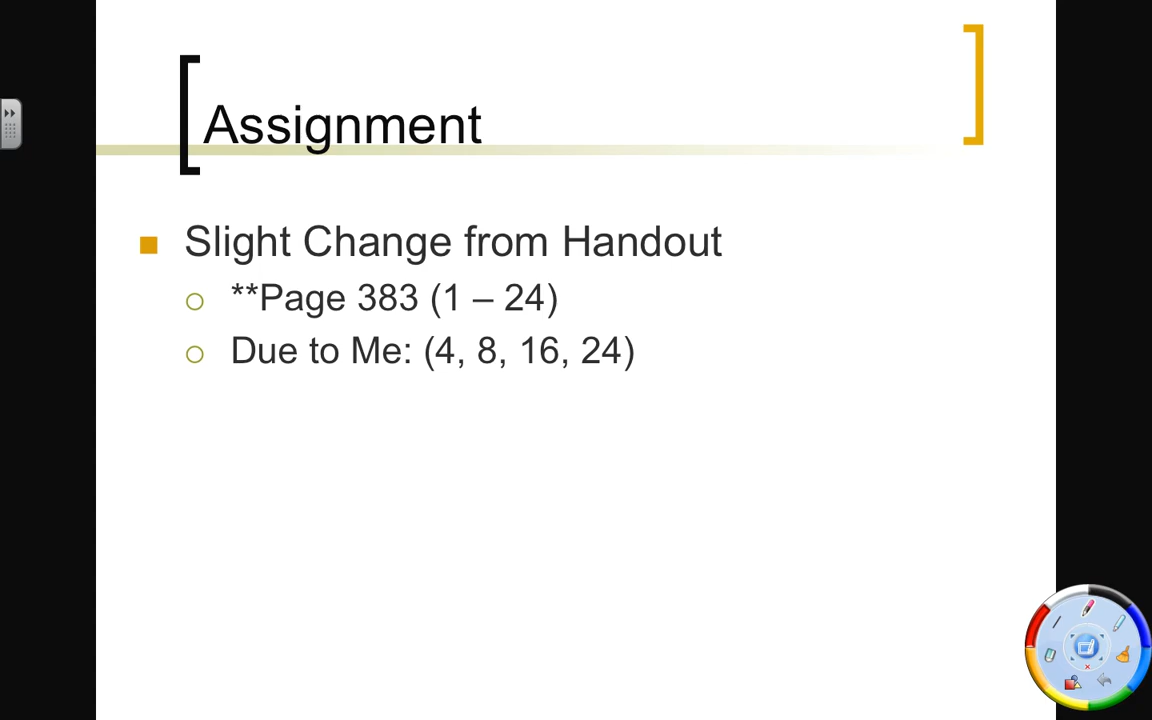 Assignment
Slight Change from Handout
**Page 383 (1 – 24)
Due to Me: (4, 8, 16, 24)